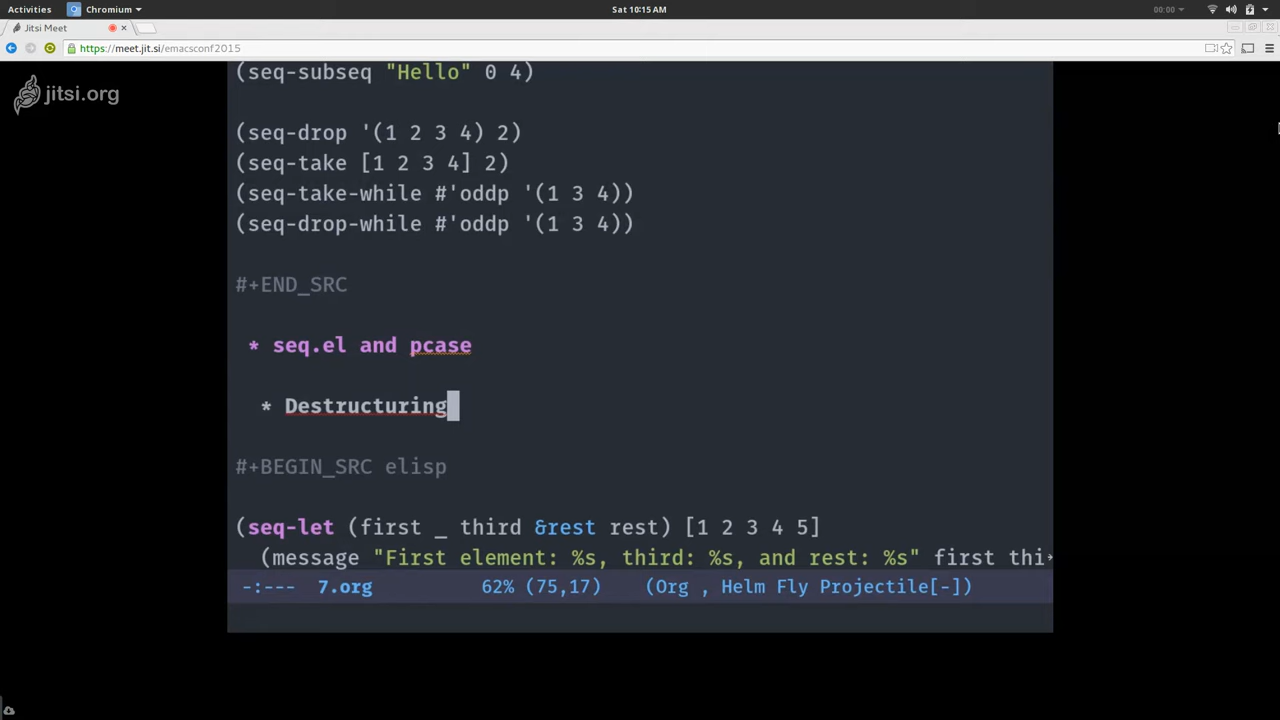 Activities Chromium Sat 10:15 AM 00:00
Jitsi Meet ×
https://meet.jit.si/emacsconf2015
jitsi.org
(seq-subseq "Hello" 0 4)
(seq-drop '(1 2 3 4) 2)
(seq-take [1 2 3 4] 2)
(seq-take-while #'oddp '(1 3 4))
(seq-drop-while #'oddp '(1 3 4))
#+END_SRC
* seq.el and pcase
* Destructuring
#+BEGIN_SRC elisp
(seq-let (first _ third &rest rest) [1 2 3 4 5]
(message "First element: %s, third: %s, and rest: %s" first thi
-:--- 7.org 62% (75,17) (Org , Helm Fly Projectile[-])